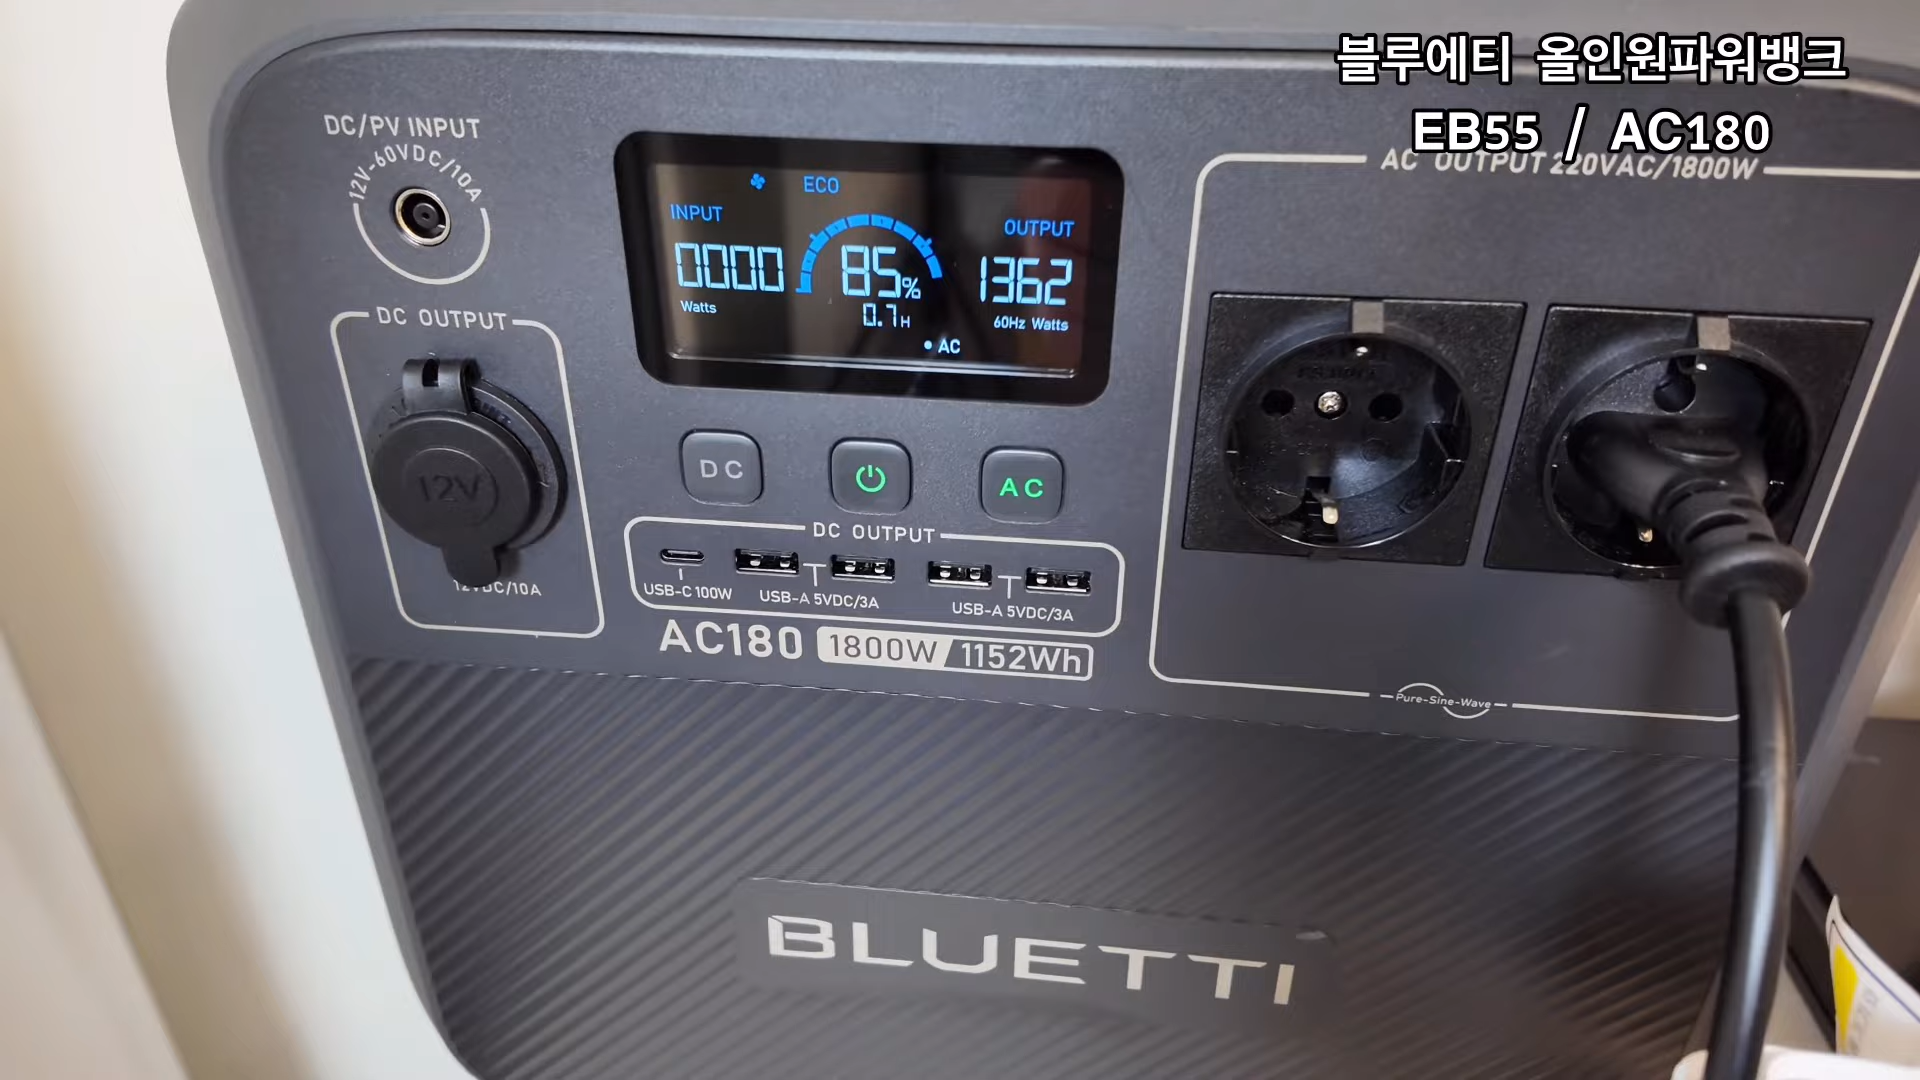 블루에티 올인원파워뱅크
EB55 / AC180
DC/PV INPUT
12V-60VDC/10A
ECO
INPUT
0000
Watts
85%
0.7H
OUTPUT
1362
60Hz Watts
AC
AC OUTPUT 220VAC/1800W
DC OUTPUT
12V
12VDC/10A
DC
AC
DC OUTPUT
USB-C 100W
USB-A 5VDC/3A
USB-A 5VDC/3A
AC180 1800W/1152Wh
Pure-Sine-Wave
BLUETTI